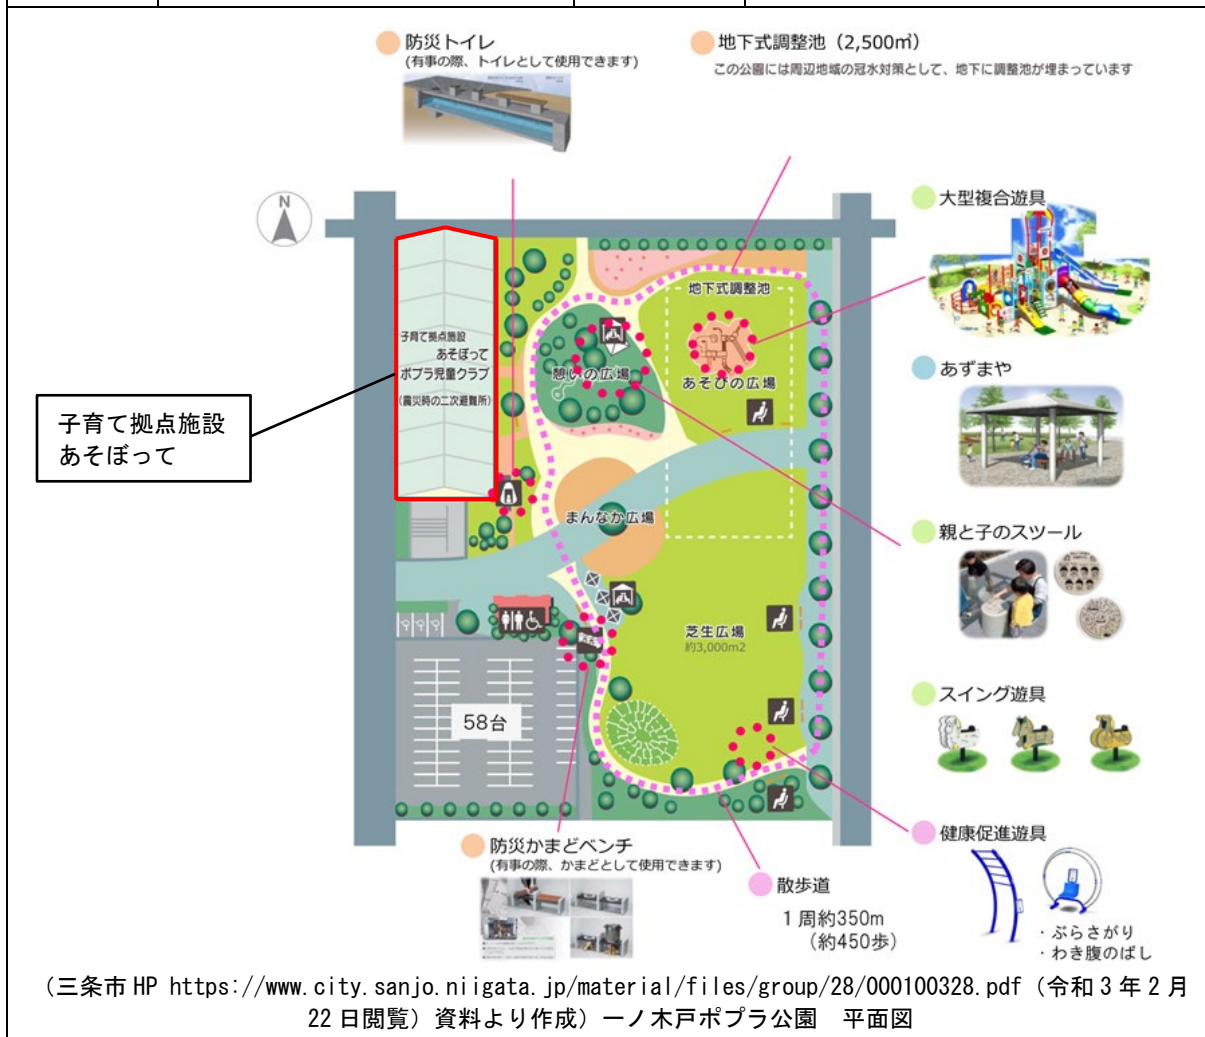 防災トイレ
(有事の際、トイレとして使用できます)
地下式調整池（2,500㎡）
この公園には周辺地域の冠水対策として、地下に調整池が埋まっています
N
大型複合遊具
地下式調整池
子育て拠点施設
あそぼって
ポプラ児童クラブ
(震災時の二次避難所)
憩いの広場
あそびの広場
あずまや
子育て拠点施設
あそぼって
まんなか広場
親と子のスツール
芝生広場
約3,000m2
スイング遊具
58台
防災かまどベンチ
(有事の際、かまどとして使用できます)
散歩道
1周約350m
（約450歩）
健康促進遊具
・ぶらさがり
・わき腹のばし
（三条市 HP https://www.city.sanjo.niigata.jp/material/files/group/28/000100328.pdf（令和3年2月
22日閲覧）資料より作成）一ノ木戸ポプラ公園　平面図